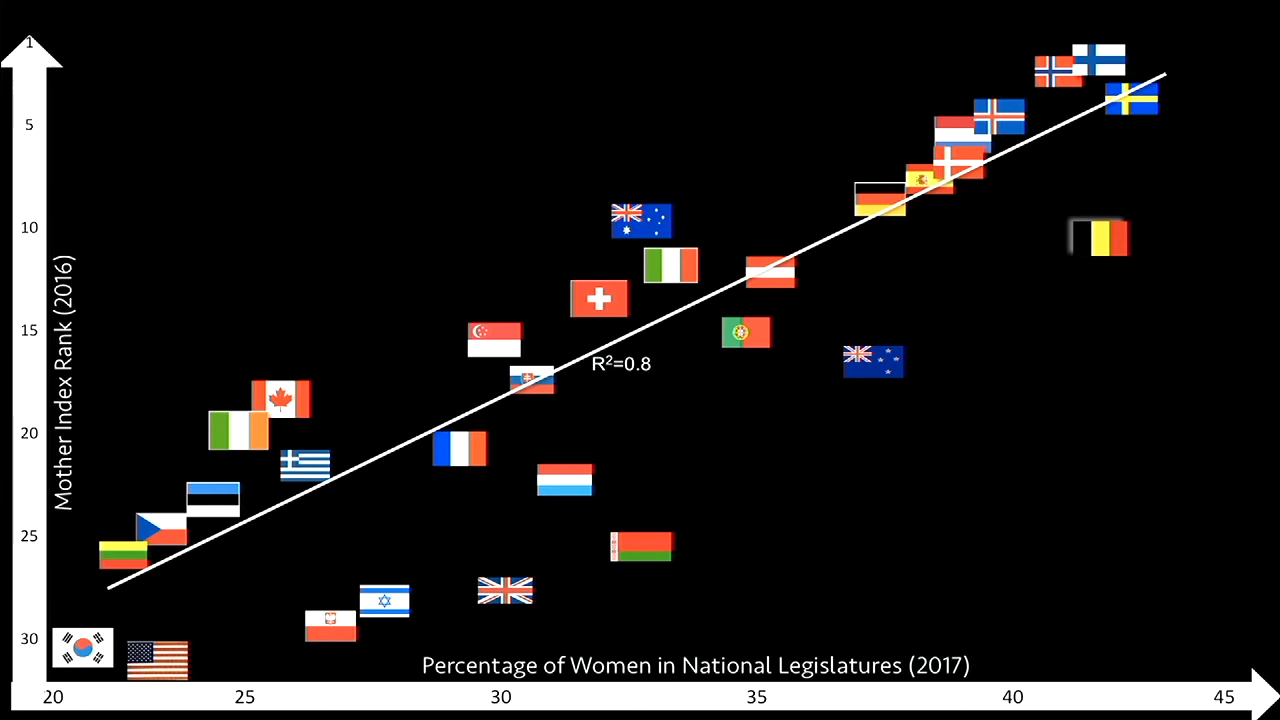 1
5
10
15
20
25
30
Mother Index Rank (2016)
R²=0.8
Percentage of Women in National Legislatures (2017)
20 25 30 35 40 45